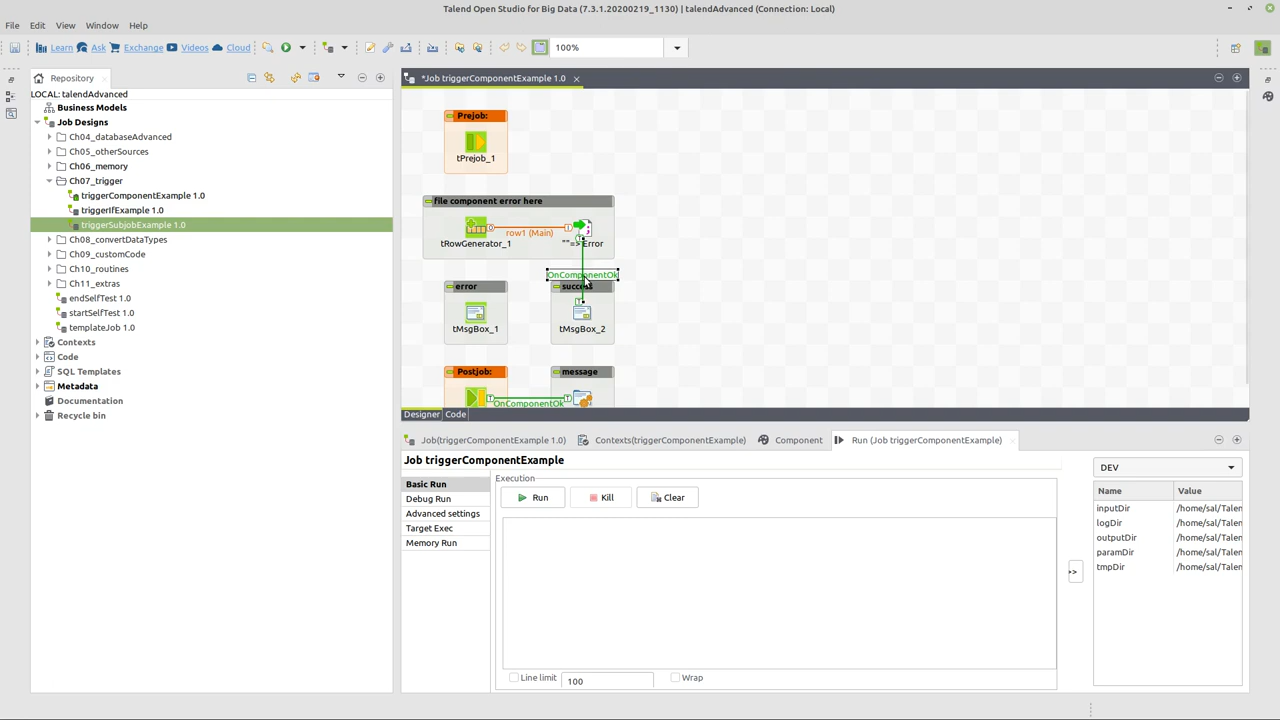 Talend Open Studio for Big Data (7.3.1.20200219_1130) | talendAdvanced (Connection: Local)
File Edit View Window Help
Learn Ask Exchange Videos Cloud 100%
Repository
LOCAL: talendAdvanced
Business Models
Job Designs
Ch04_databaseAdvanced
Ch05_otherSources
Ch06_memory
Ch07_trigger
triggerComponentExample 1.0
triggerIfExample 1.0
triggerSubjobExample 1.0
Ch08_convertDataTypes
Ch09_customCode
Ch10_routines
Ch11_extras
endSelfTest 1.0
startSelfTest 1.0
templateJob 1.0
Contexts
Code
SQL Templates
Metadata
Documentation
Recycle bin
*Job triggerComponentExample 1.0
Prejob:
tPrejob_1
file component error here
row1 (Main)
tRowGenerator_1
OnComponentOk
error
tMsgBox_1
tMsgBox_2
Postjob:
message
OnComponentOk
Designer Code
Job(triggerComponentExample 1.0) Contexts(triggerComponentExample) Component Run (Job triggerComponentExample)
Job triggerComponentExample
Basic Run
Debug Run
Advanced settings
Target Exec
Memory Run
Execution
Run Kill Clear
Line limit 100 Wrap
>>
DEV
Name Value
inputDir /home/sal/Talen
logDir /home/sal/Talen
outputDir /home/sal/Talen
paramDir /home/sal/Talen
tmpDir /home/sal/Talen